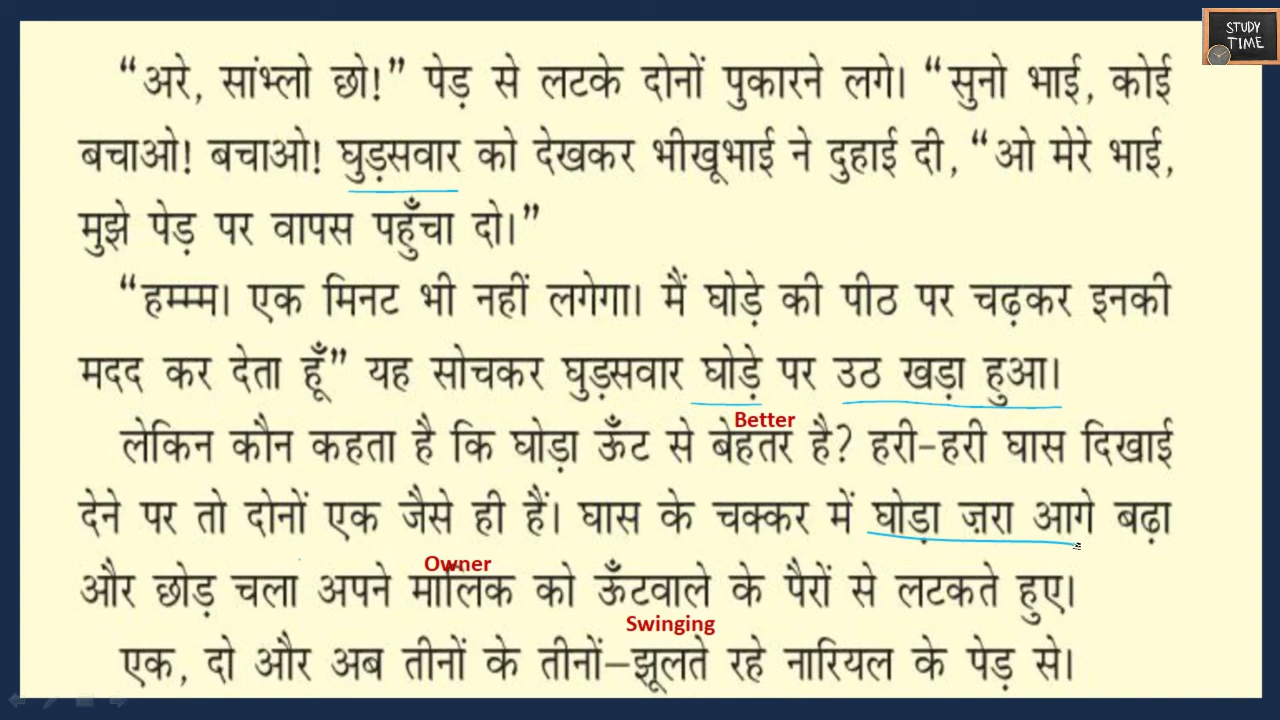 STUDY
TIME
“अरे, सांभ्लो छो!” पेड़ से लटके दोनों पुकारने लगे। “सुनो भाई, कोई
बचाओ! बचाओ! घुड़सवार को देखकर भीखूभाई ने दुहाई दी, “ओ मेरे भाई,
मुझे पेड़ पर वापस पहुँचा दो।”
“हम्म्म। एक मिनट भी नहीं लगेगा। मैं घोड़े की पीठ पर चढ़कर इनकी
मदद कर देता हूँ” यह सोचकर घुड़सवार घोड़े पर उठ खड़ा हुआ।
Better
लेकिन कौन कहता है कि घोड़ा ऊँट से बेहतर है? हरी-हरी घास दिखाई
देने पर तो दोनों एक जैसे ही हैं। घास के चक्कर में घोड़ा ज़रा आगे बढ़ा
Owner
और छोड़ चला अपने मालिक को ऊँटवाले के पैरों से लटकते हुए।
Swinging
एक, दो और अब तीनों के तीनों–झूलते रहे नारियल के पेड़ से।